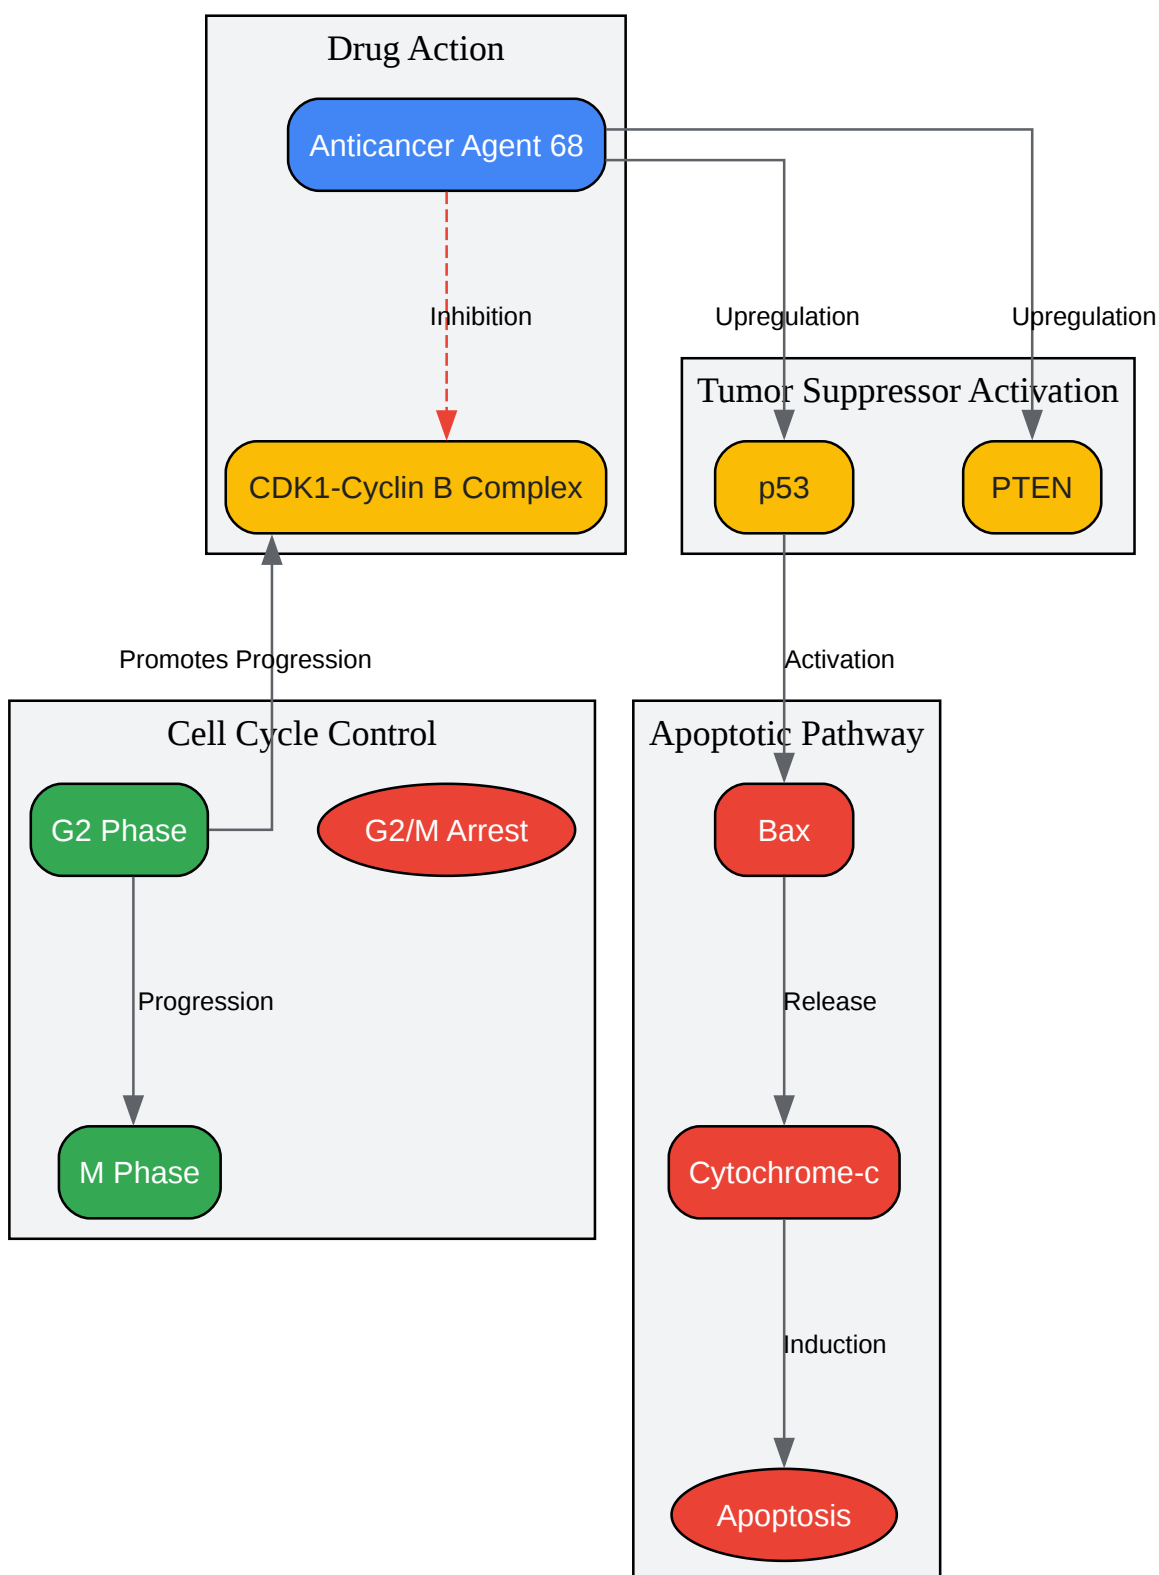 Drug Action
Anticancer Agent 68
Inhibition
Upregulation
Upregulation
Tumor Suppressor Activation
CDK1-Cyclin B Complex
p53
PTEN
Promotes Progression
Activation
Cell Cycle Control
Apoptotic Pathway
G2 Phase
G2/M Arrest
Bax
Progression
Release
M Phase
Cytochrome-c
Induction
Apoptosis